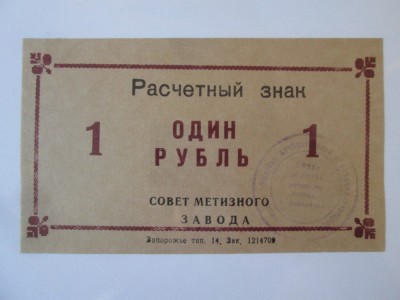 Расчетный знак
1 ОДИН 1
РУБЛЬ
СОВЕТ МЕТИЗНОГО
ЗАВОДА
Запорожье тип. 14, Зак. 1214709